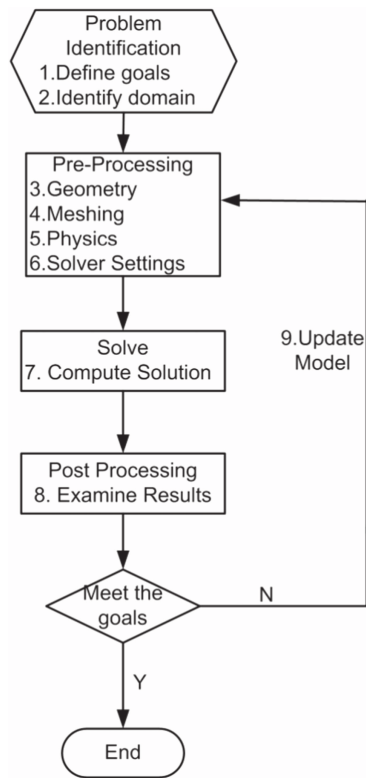 Problem
Identification
1.Define goals
2.Identify domain
Pre-Processing
3.Geometry
4.Meshing
5.Physics
6.Solver Settings
Solve
7. Compute Solution
9.Update
Model
Post Processing
8. Examine Results
Meet the
goals
N
Y
End